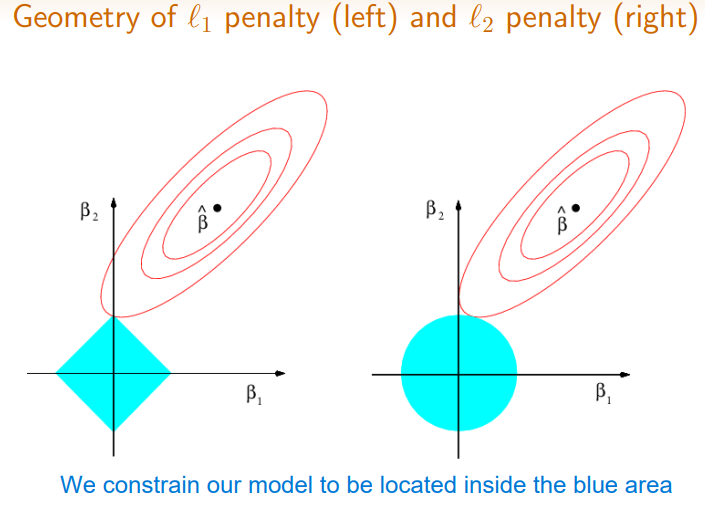 Geometry of ℓ₁ penalty (left) and ℓ₂ penalty (right)
β₂
β̂
β₁
β₂
β̂
β₁
We constrain our model to be located inside the blue area